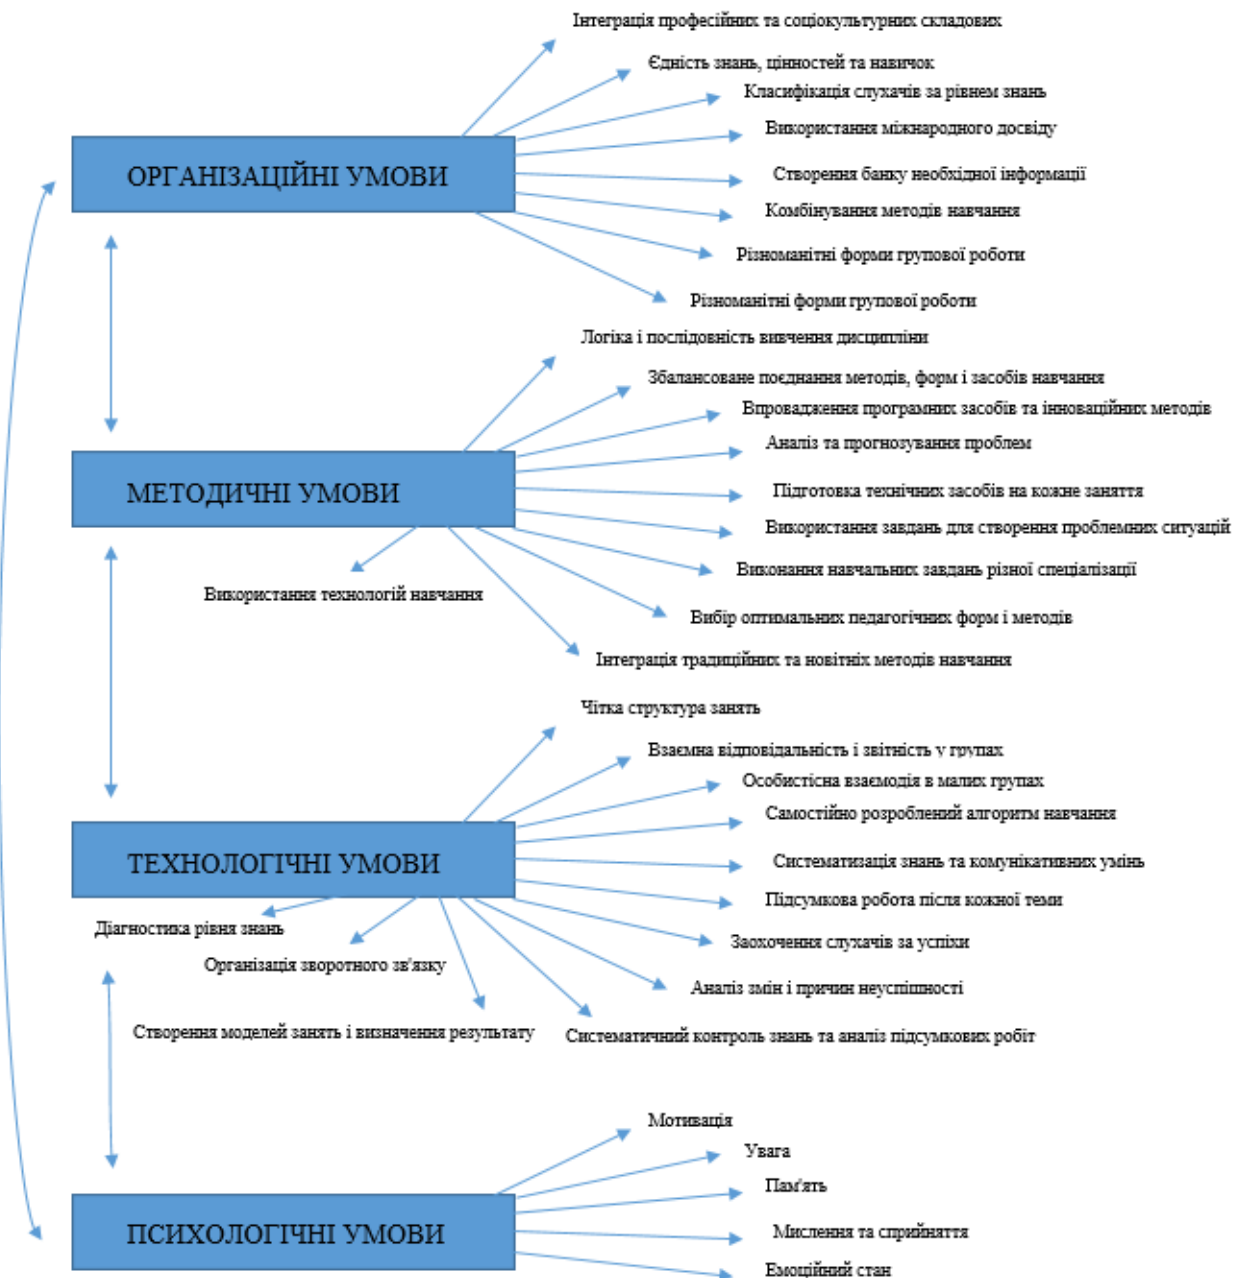 Інтеграція професійних та соціокультурних складових
Єдність знань, цінностей та навичок
Класифікація слухачів за рівнем знань
Використання міжнародного досвіду
ОРГАНІЗАЦІЙНІ УМОВИ
Створення банку необхідної інформації
Комбінування методів навчання
Різноманітні форми групової роботи
Різноманітні форми групової роботи
Логіка і послідовність вивчення дисципліни
Збалансоване поєднання методів, форм і засобів навчання
Впровадження програмних засобів та інноваційних методів
Аналіз та прогнозування проблем
МЕТОДИЧНІ УМОВИ
Підготовка технічних засобів на кожне заняття
Використання завдань для створення проблемних ситуацій
Виконання навчальних завдань різної спеціалізації
Використання технологій навчання
Вибір оптимальних педагогічних форм і методів
Інтеграція традиційних та новітніх методів навчання
Чітка структура занять
Взаємна відповідальність і звітність у групах
Особистісна взаємодія в малих групах
Самостійно розроблений алгоритм навчання
ТЕХНОЛОГІЧНІ УМОВИ
Систематизація знань та комунікативних умінь
Підсумкова робота після кожної теми
Діагностика рівня знань
Заохочення слухачів за успіхи
Організація зворотного зв'язку
Аналіз змін і причин неуспішності
Створення моделей занять і визначення результату
Систематичний контроль знань та аналіз підсумкових робіт
Мотивація
Увага
Пам'ять
ПСИХОЛОГІЧНІ УМОВИ
Мислення та сприйняття
Емоційний стан